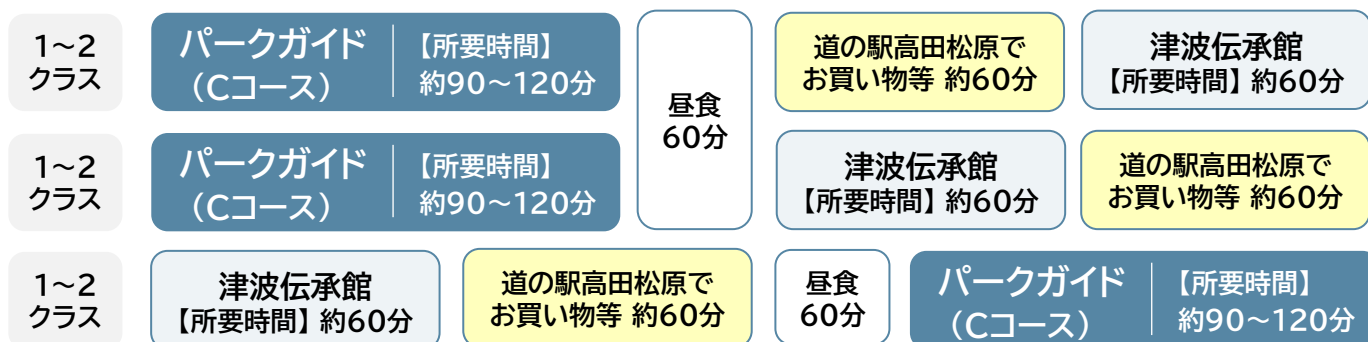 1～2
クラス
パークガイド
（Cコース）
【所要時間】
約90～120分
昼食
60分
道の駅高田松原で
お買い物等 約60分
津波伝承館
【所要時間】 約60分
1～2
クラス
パークガイド
（Cコース）
【所要時間】
約90～120分
津波伝承館
【所要時間】 約60分
道の駅高田松原で
お買い物等 約60分
1～2
クラス
津波伝承館
【所要時間】 約60分
道の駅高田松原で
お買い物等 約60分
昼食
60分
パークガイド
（Cコース）
【所要時間】
約90～120分